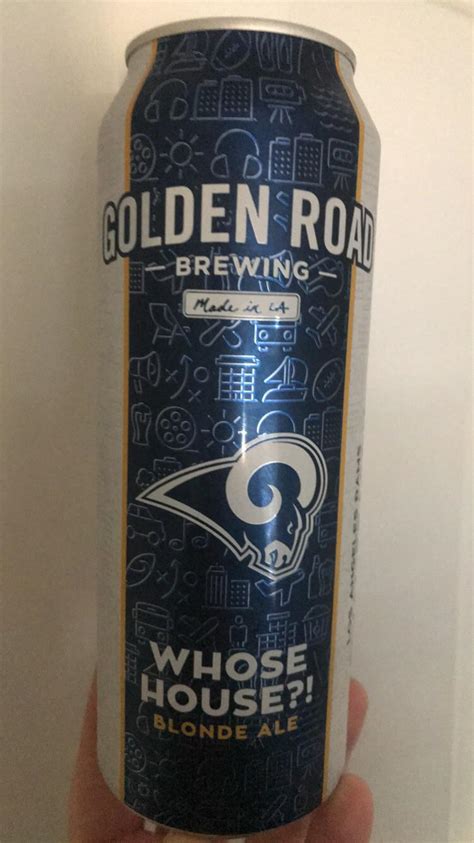 GOLDEN ROAD
— BREWING —
Made in LA
WHOSE
HOUSE?!
BLONDE ALE
LOS ANGELES RAMS